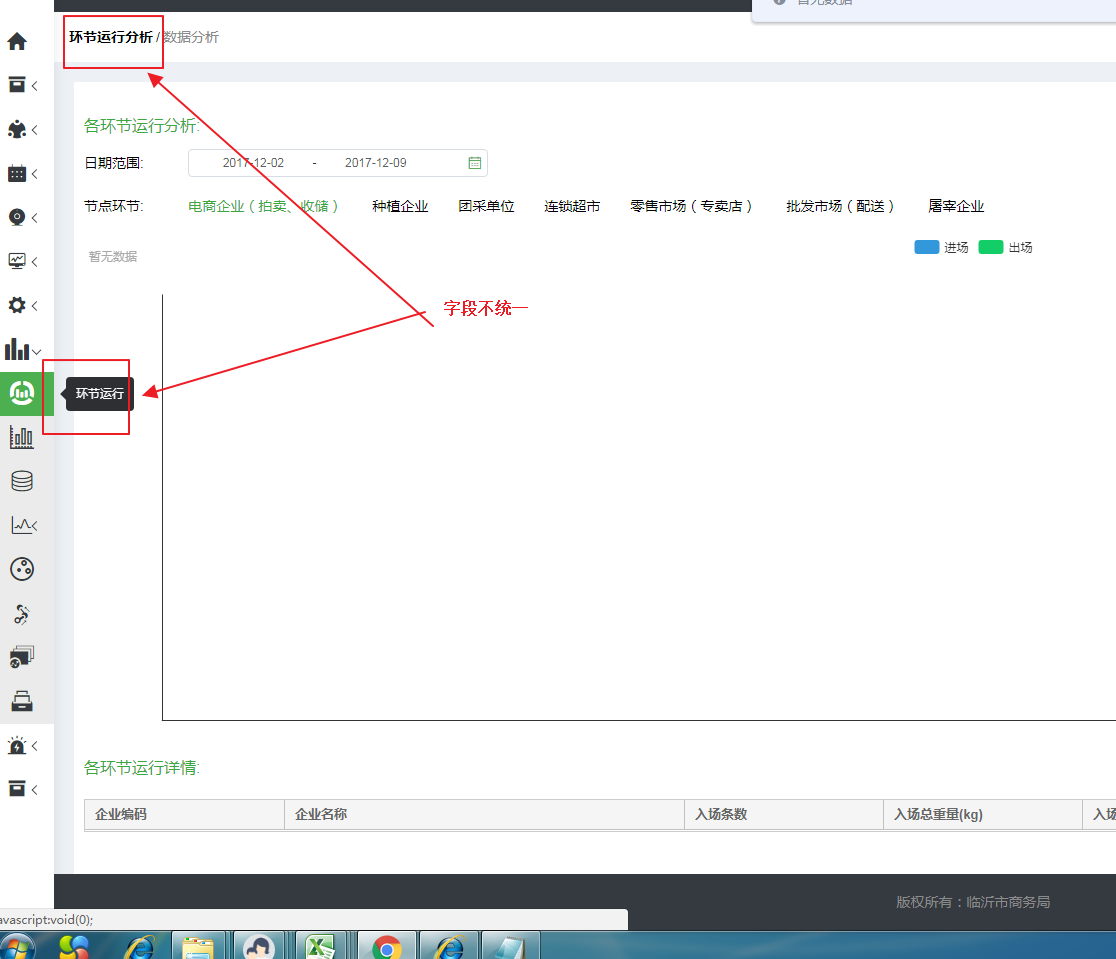 暂无数据
环节运行分析 / 数据分析
各环节运行分析:
日期范围: 2017-12-02 - 2017-12-09
节点环节: 电商企业（拍卖、收储） 种植企业 团采单位 连锁超市 零售市场（专卖店） 批发市场（配送） 屠宰企业
暂无数据 进场 出场
字段不统一
环节运行
各环节运行详情:
企业编码 企业名称 入场条数 入场总重量(kg) 入场
版权所有：临沂市商务局
avascript:void(0);